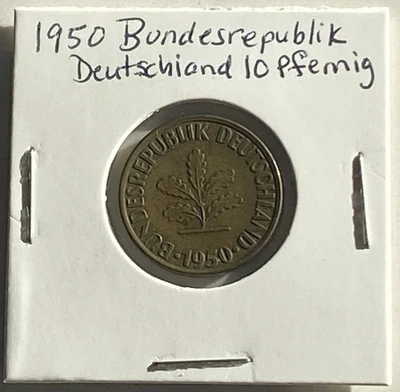 1950 Bundesrepublik
Deutschland 10 Pfennig
BUNDESREPUBLIK DEUTSCHLAND
• 1950 •